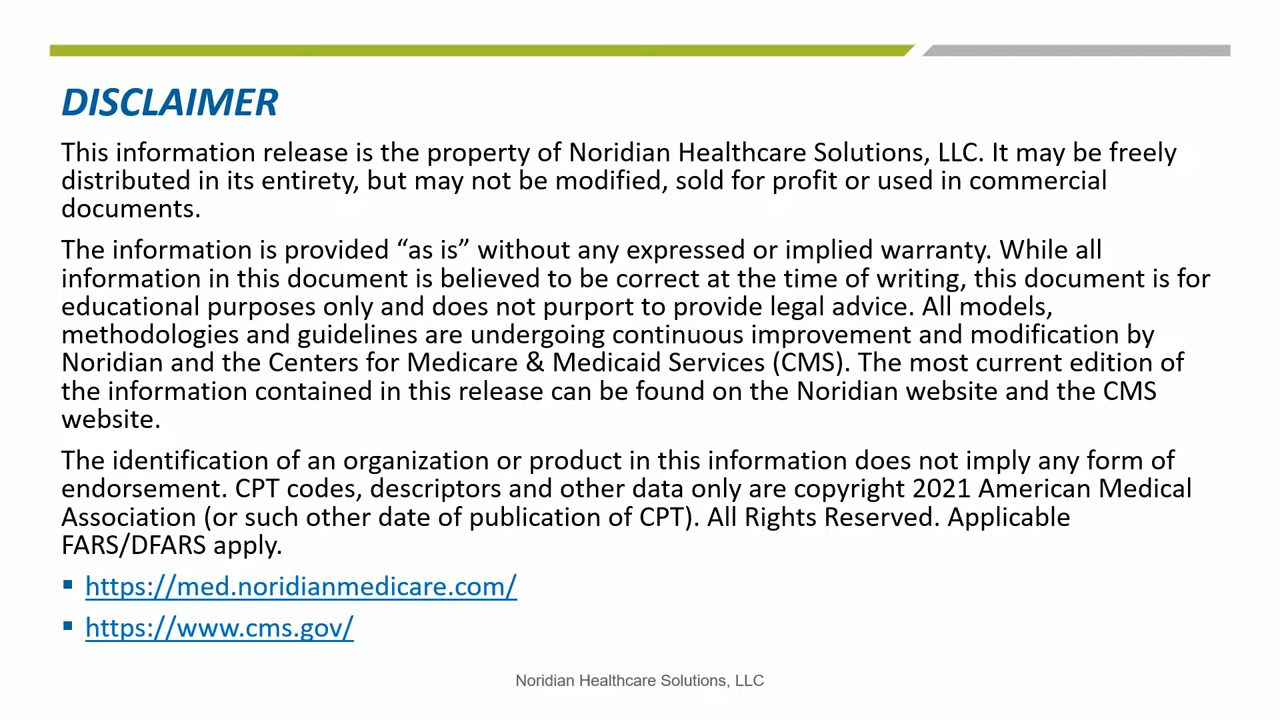 DISCLAIMER
This information release is the property of Noridian Healthcare Solutions, LLC. It may be freely
distributed in its entirety, but may not be modified, sold for profit or used in commercial
documents.
The information is provided “as is” without any expressed or implied warranty. While all
information in this document is believed to be correct at the time of writing, this document is for
educational purposes only and does not purport to provide legal advice. All models,
methodologies and guidelines are undergoing continuous improvement and modification by
Noridian and the Centers for Medicare & Medicaid Services (CMS). The most current edition of
the information contained in this release can be found on the Noridian website and the CMS
website.
The identification of an organization or product in this information does not imply any form of
endorsement. CPT codes, descriptors and other data only are copyright 2021 American Medical
Association (or such other date of publication of CPT). All Rights Reserved. Applicable
FARS/DFARS apply.
▪ https://med.noridianmedicare.com/
▪ https://www.cms.gov/
Noridian Healthcare Solutions, LLC